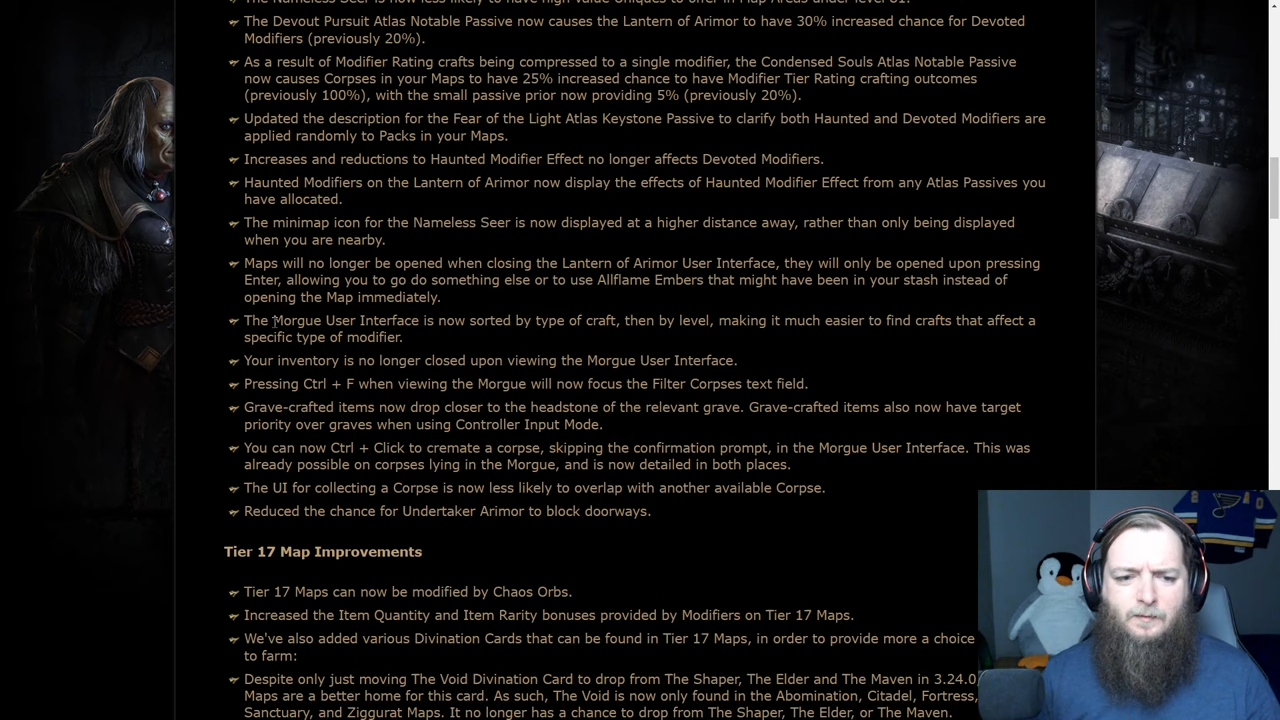 The Nameless Seer is now less likely to have high value Uniques to offer in Map Areas under level 81.
The Devout Pursuit Atlas Notable Passive now causes the Lantern of Arimor to have 30% increased chance for Devoted
Modifiers (previously 20%).
As a result of Modifier Rating crafts being compressed to a single modifier, the Condensed Souls Atlas Notable Passive
now causes Corpses in your Maps to have 25% increased chance to have Modifier Tier Rating crafting outcomes
(previously 100%), with the small passive prior now providing 5% (previously 20%).
Updated the description for the Fear of the Light Atlas Keystone Passive to clarify both Haunted and Devoted Modifiers are
applied randomly to Packs in your Maps.
Increases and reductions to Haunted Modifier Effect no longer affects Devoted Modifiers.
Haunted Modifiers on the Lantern of Arimor now display the effects of Haunted Modifier Effect from any Atlas Passives you
have allocated.
The minimap icon for the Nameless Seer is now displayed at a higher distance away, rather than only being displayed
when you are nearby.
Maps will no longer be opened when closing the Lantern of Arimor User Interface, they will only be opened upon pressing
Enter, allowing you to go do something else or to use Allflame Embers that might have been in your stash instead of
opening the Map immediately.
The Morgue User Interface is now sorted by type of craft, then by level, making it much easier to find crafts that affect a
specific type of modifier.
Your inventory is no longer closed upon viewing the Morgue User Interface.
Pressing Ctrl + F when viewing the Morgue will now focus the Filter Corpses text field.
Grave-crafted items now drop closer to the headstone of the relevant grave. Grave-crafted items also now have target
priority over graves when using Controller Input Mode.
You can now Ctrl + Click to cremate a corpse, skipping the confirmation prompt, in the Morgue User Interface. This was
already possible on corpses lying in the Morgue, and is now detailed in both places.
The UI for collecting a Corpse is now less likely to overlap with another available Corpse.
Reduced the chance for Undertaker Arimor to block doorways.
Tier 17 Map Improvements
Tier 17 Maps can now be modified by Chaos Orbs.
Increased the Item Quantity and Item Rarity bonuses provided by Modifiers on Tier 17 Maps.
We've also added various Divination Cards that can be found in Tier 17 Maps, in order to provide more a choice
to farm:
Despite only just moving The Void Divination Card to drop from The Shaper, The Elder and The Maven in 3.24.0,
Maps are a better home for this card. As such, The Void is now only found in the Abomination, Citadel, Fortress,
Sanctuary, and Ziggurat Maps. It no longer has a chance to drop from The Shaper, The Elder, or The Maven.